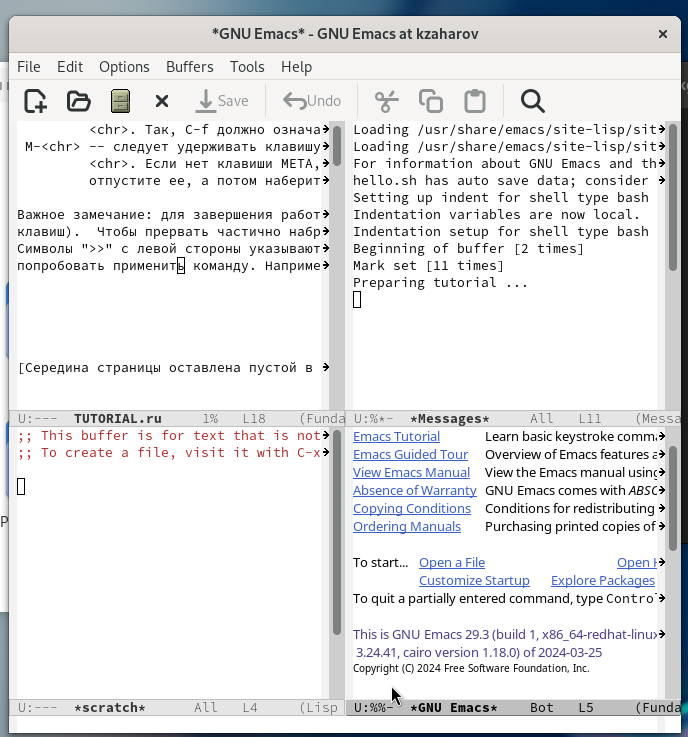 *GNU Emacs* - GNU Emacs at kzaharov
File Edit Options Buffers Tools Help
Save Undo
<chr>. Так, C-f должно означа
M-<chr> -- следует удерживать клавишу
<chr>. Если нет клавиши META,
отпустите ее, а потом наберит
Важное замечание: для завершения работ
клавиш). Чтобы прервать частично набр
Символы ">>" с левой стороны указывают
попробовать применить команду. Наприме
[Середина страницы оставлена пустой в
U:--- TUTORIAL.ru 1% L18 (Funda
Loading /usr/share/emacs/site-lisp/sit
Loading /usr/share/emacs/site-lisp/sit
For information about GNU Emacs and th
hello.sh has auto save data; consider
Setting up indent for shell type bash
Indentation variables are now local.
Indentation setup for shell type bash
Beginning of buffer [2 times]
Mark set [11 times]
Preparing tutorial ...
U:%*- *Messages* All L11 (Messa
;; This buffer is for text that is not
;; To create a file, visit it with C-x
U:--- *scratch* All L4 (Lisp
Emacs Tutorial Learn basic keystroke comma
Emacs Guided Tour Overview of Emacs features a
View Emacs Manual View the Emacs manual using
Absence of Warranty GNU Emacs comes with ABSO
Copying Conditions Conditions for redistributing
Ordering Manuals Purchasing printed copies of
To start... Open a File Open H
Customize Startup Explore Packages
To quit a partially entered command, type Control
This is GNU Emacs 29.3 (build 1, x86_64-redhat-linux
3.24.41, cairo version 1.18.0) of 2024-03-25
Copyright (C) 2024 Free Software Foundation, Inc.
U:%%- *GNU Emacs* Bot L5 (Funda